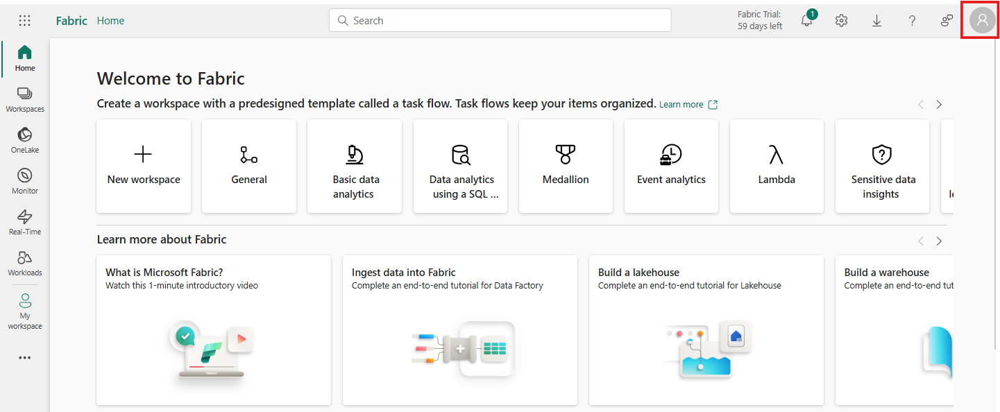 Fabric Home
Search
Fabric Trial:
59 days left
1
?
Home
Workspaces
OneLake
Monitor
Real-Time
Workloads
My
workspace
Welcome to Fabric
Create a workspace with a predesigned template called a task flow. Task flows keep your items organized. Learn more
New workspace
General
Basic data
analytics
Data analytics
using a SQL ...
Medallion
Event analytics
Lambda
Sensitive data
insights
Learn more about Fabric
What is Microsoft Fabric?
Watch this 1-minute introductory video
Ingest data into Fabric
Complete an end-to-end tutorial for Data Factory
Build a lakehouse
Complete an end-to-end tutorial for Lakehouse
Build a warehouse
Complete an end-to-end tut